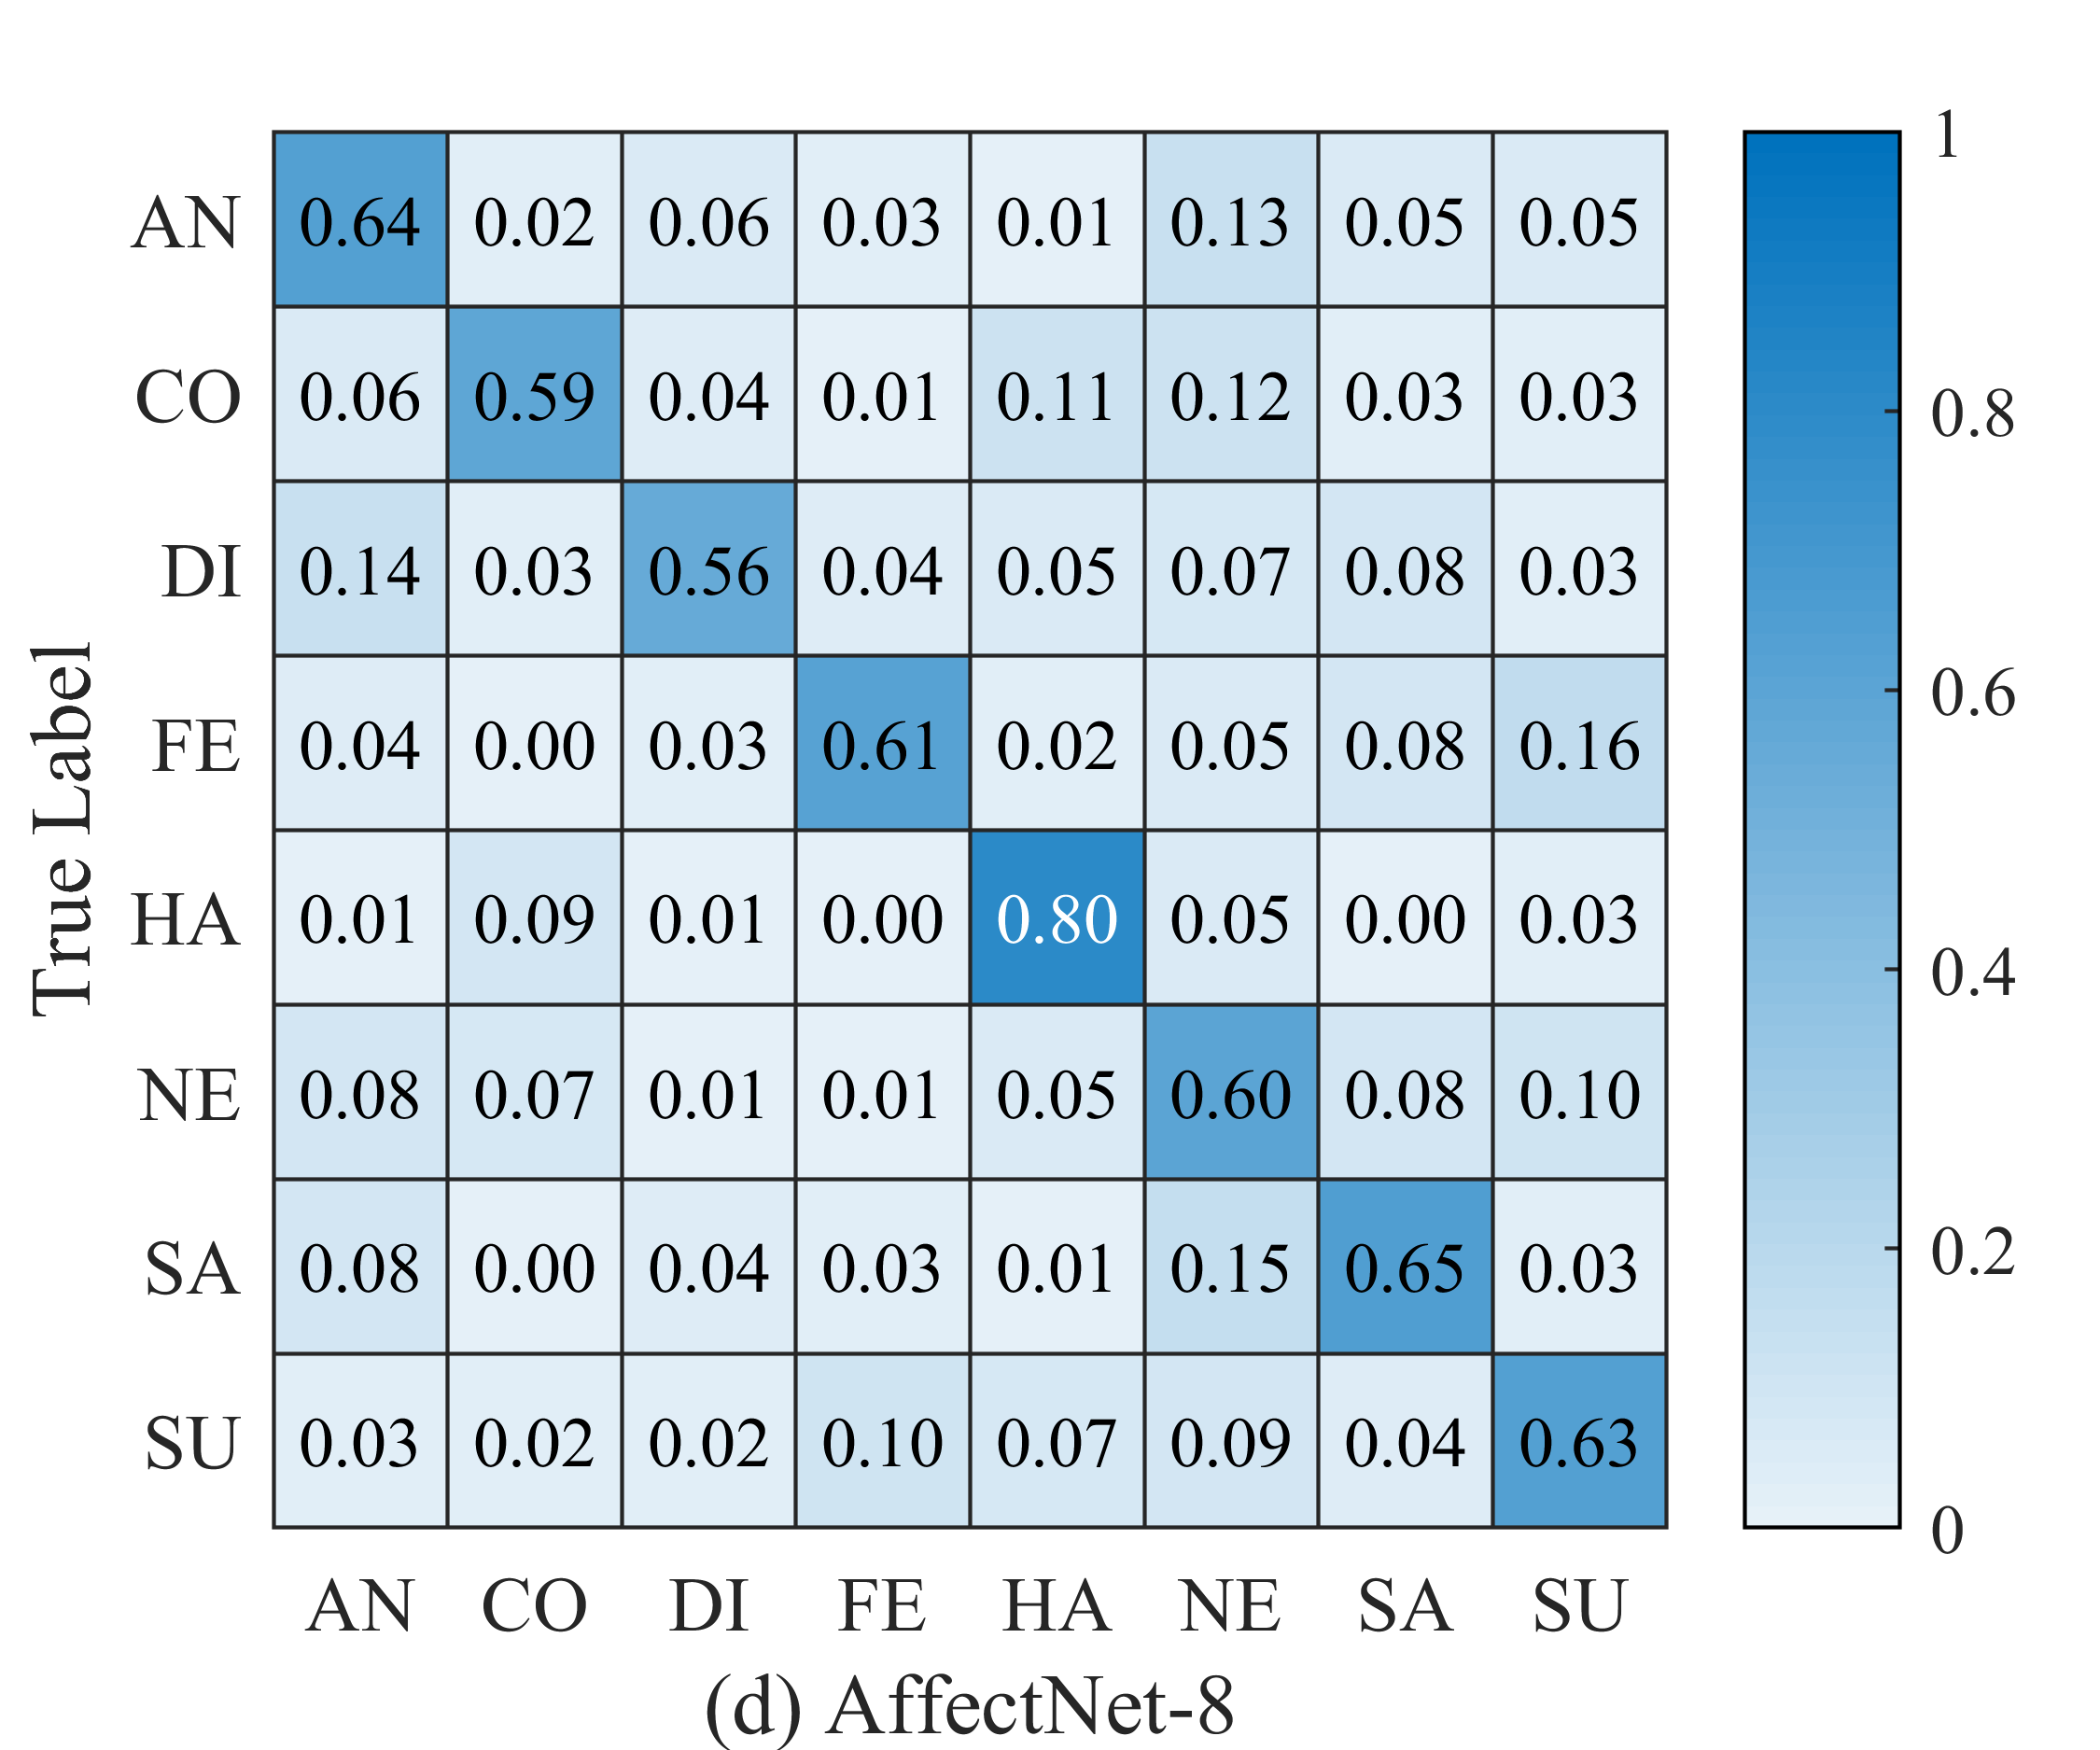 1
AN 0.64 0.02 0.06 0.03 0.01 0.13 0.05 0.05
CO 0.06 0.59 0.04 0.01 0.11 0.12 0.03 0.03
0.8
DI 0.14 0.03 0.56 0.04 0.05 0.07 0.08 0.03
0.6
FE 0.04 0.00 0.03 0.61 0.02 0.05 0.08 0.16
True Label
HA 0.01 0.09 0.01 0.00 0.80 0.05 0.00 0.03
0.4
NE 0.08 0.07 0.01 0.01 0.05 0.60 0.08 0.10
0.2
SA 0.08 0.00 0.04 0.03 0.01 0.15 0.65 0.03
SU 0.03 0.02 0.02 0.10 0.07 0.09 0.04 0.63
0
AN CO DI FE HA NE SA SU
(d) AffectNet-8